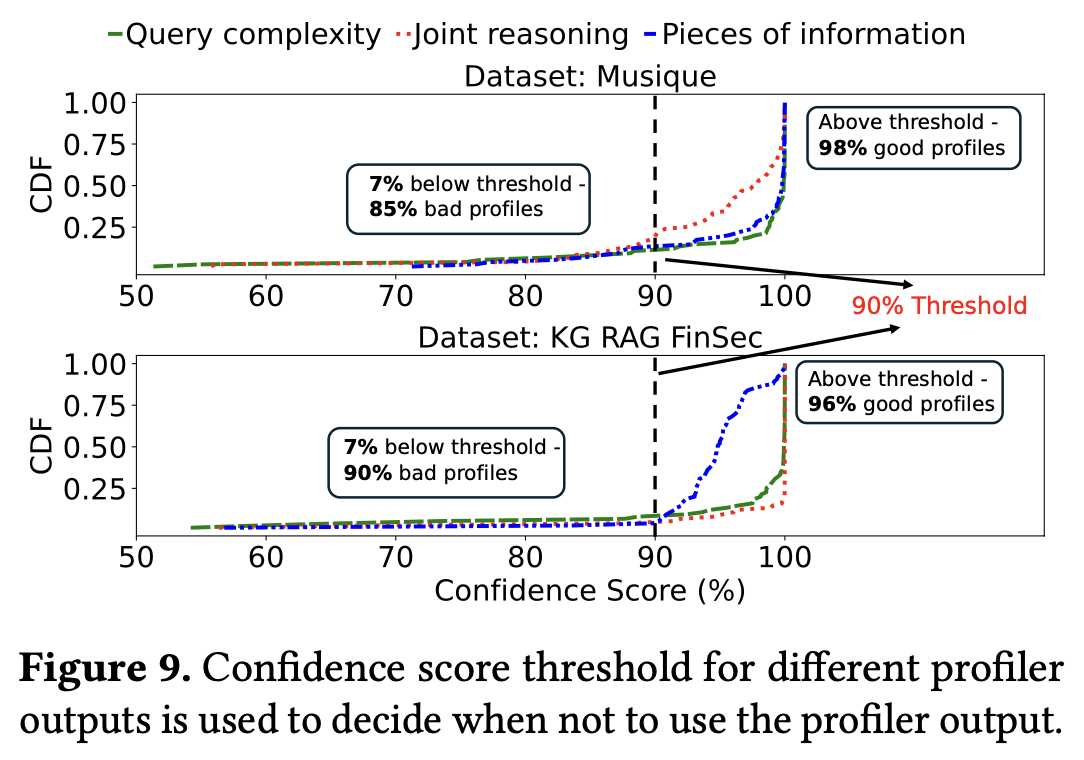 Query complexity Joint reasoning Pieces of information
Dataset: Musique
1.00
0.75
0.50
0.25
CDF
7% below threshold -
85% bad profiles
Above threshold -
98% good profiles
50 60 70 80 90 100
90% Threshold
Dataset: KG RAG FinSec
1.00
0.75
0.50
0.25
CDF
7% below threshold -
90% bad profiles
Above threshold -
96% good profiles
50 60 70 80 90 100
Confidence Score (%)
Figure 9. Confidence score threshold for different profiler
outputs is used to decide when not to use the profiler output.